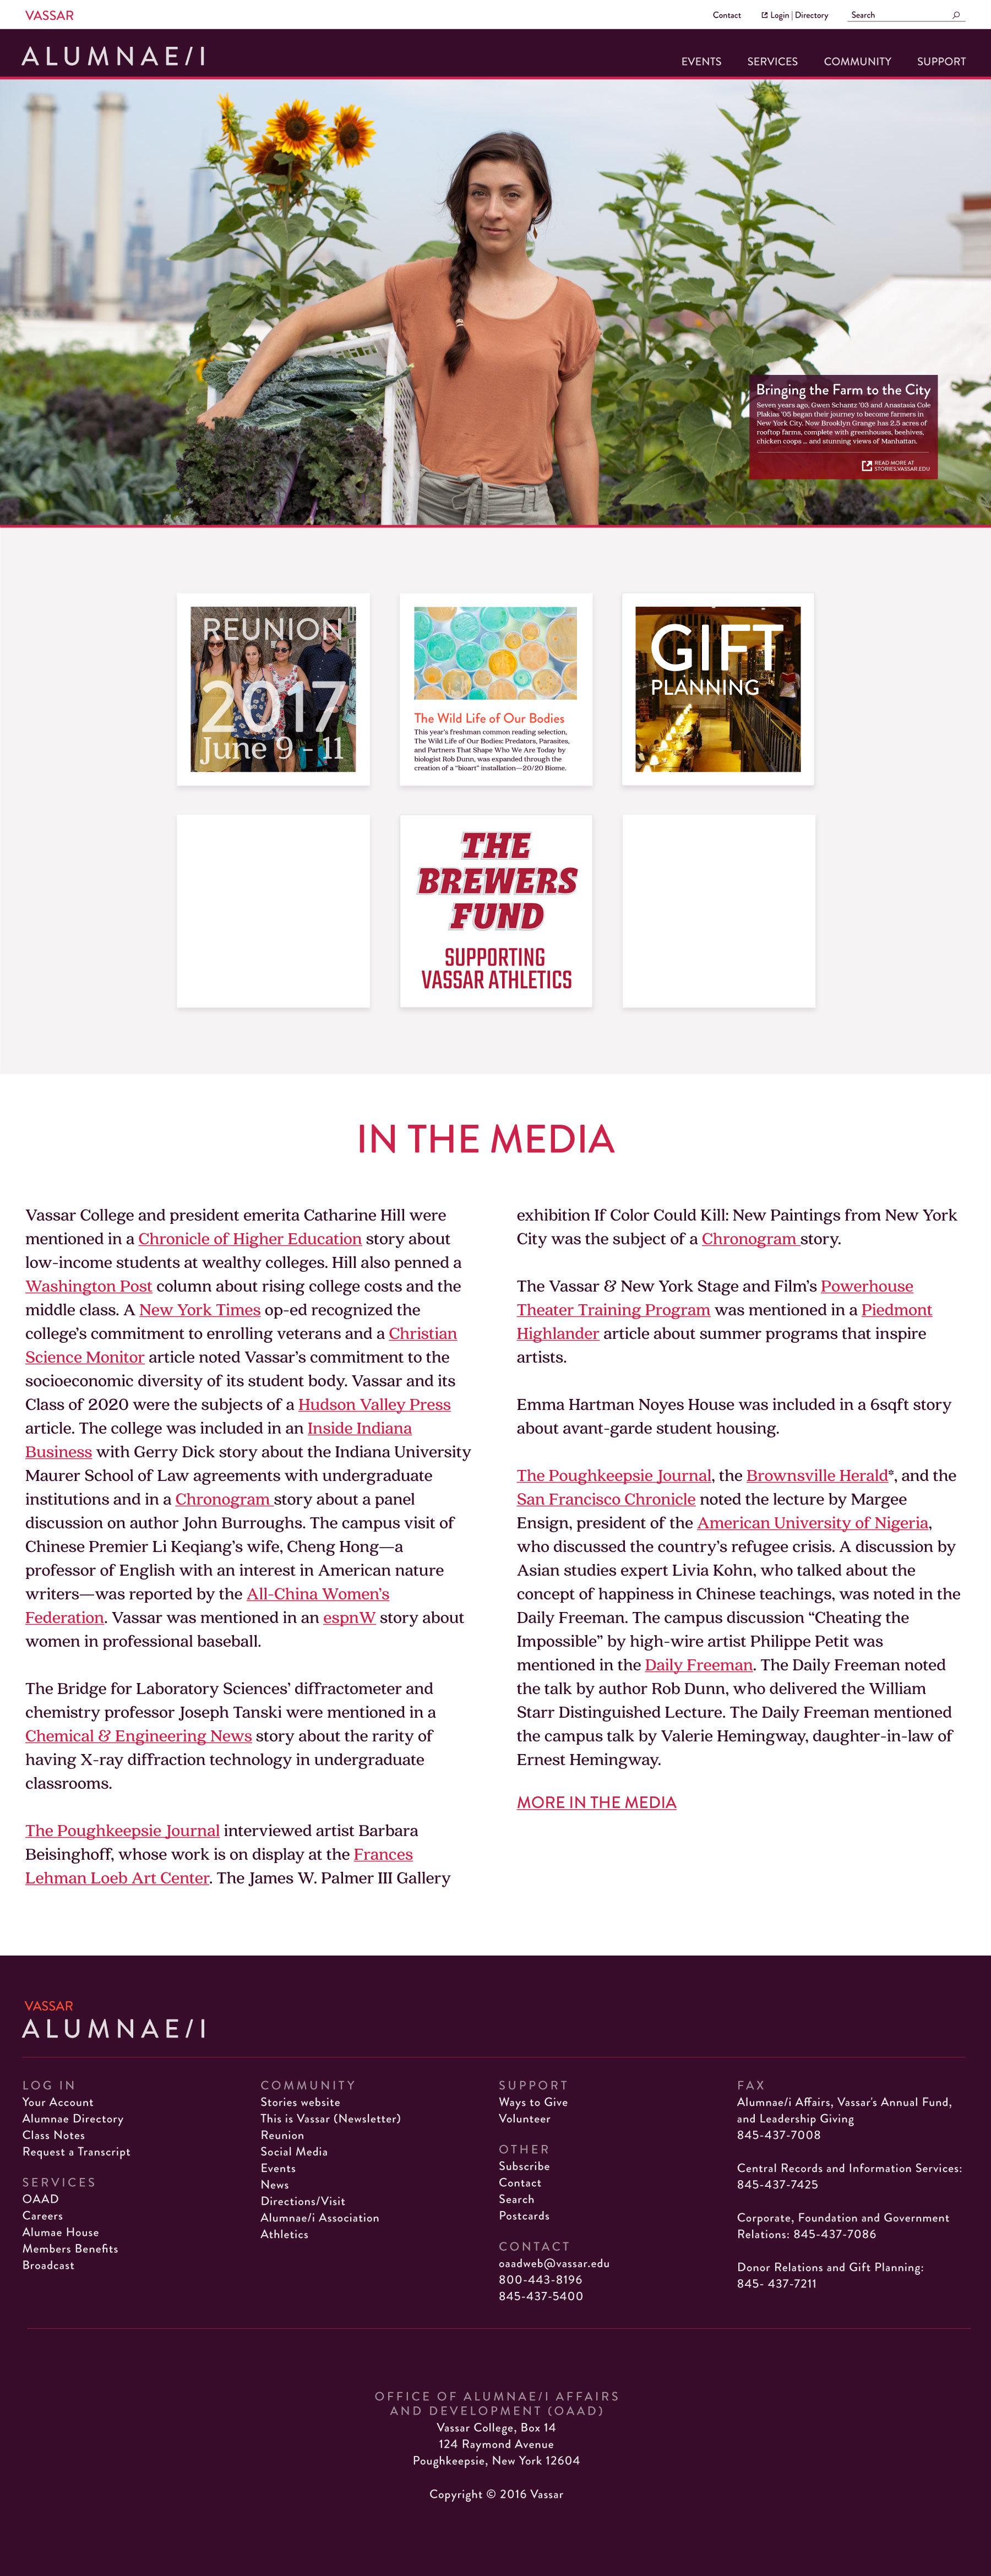 VASSAR
Contact
Login | Directory
Search
ALUMNAE/I
EVENTS
SERVICES
COMMUNITY
SUPPORT
Bringing the Farm to the City
Seven years ago, Gwen Schantz '03 and Anastasia Cole
Plakias '05 began their journey to become farmers in
New York City. Now Brooklyn Grange has 2.5 acres of
rooftop farms, complete with greenhouses, beehives,
chicken coops ... and stunning views of Manhattan.
READ MORE AT
STORIES.VASSAR.EDU
REUNION
2017
June 9 - 11
The Wild Life of Our Bodies
This year's freshman common reading selection,
The Wild Life of Our Bodies: Predators, Parasites,
and Partners That Shape Who We Are Today by
biologist Rob Dunn, was expanded through the
creation of a "bioart" installation—20/20 Biome.
GIFT
PLANNING
THE
BREWERS
FUND
SUPPORTING
VASSAR ATHLETICS
IN THE MEDIA
Vassar College and president emerita Catharine Hill were
mentioned in a Chronicle of Higher Education story about
low-income students at wealthy colleges. Hill also penned a
Washington Post column about rising college costs and the
middle class. A New York Times op-ed recognized the
college's commitment to enrolling veterans and a Christian
Science Monitor article noted Vassar's commitment to the
socioeconomic diversity of its student body. Vassar and its
Class of 2020 were the subjects of a Hudson Valley Press
article. The college was included in an Inside Indiana
Business with Gerry Dick story about the Indiana University
Maurer School of Law agreements with undergraduate
institutions and in a Chronogram story about a panel
discussion on author John Burroughs. The campus visit of
Chinese Premier Li Keqiang's wife, Cheng Hong—a
professor of English with an interest in American nature
writers—was reported by the All-China Women's
Federation. Vassar was mentioned in an espnW story about
women in professional baseball.
The Bridge for Laboratory Sciences' diffractometer and
chemistry professor Joseph Tanski were mentioned in a
Chemical & Engineering News story about the rarity of
having X-ray diffraction technology in undergraduate
classrooms.
The Poughkeepsie Journal interviewed artist Barbara
Beisinghoff, whose work is on display at the Frances
Lehman Loeb Art Center. The James W. Palmer III Gallery
exhibition If Color Could Kill: New Paintings from New York
City was the subject of a Chronogram story.
The Vassar & New York Stage and Film's Powerhouse
Theater Training Program was mentioned in a Piedmont
Highlander article about summer programs that inspire
artists.
Emma Hartman Noyes House was included in a 6sqft story
about avant-garde student housing.
The Poughkeepsie Journal, the Brownsville Herald*, and the
San Francisco Chronicle noted the lecture by Margee
Ensign, president of the American University of Nigeria,
who discussed the country's refugee crisis. A discussion by
Asian studies expert Livia Kohn, who talked about the
concept of happiness in Chinese teachings, was noted in the
Daily Freeman. The campus discussion "Cheating the
Impossible" by high-wire artist Philippe Petit was
mentioned in the Daily Freeman. The Daily Freeman noted
the talk by author Rob Dunn, who delivered the William
Starr Distinguished Lecture. The Daily Freeman mentioned
the campus talk by Valerie Hemingway, daughter-in-law of
Ernest Hemingway.
MORE IN THE MEDIA
VASSAR
ALUMNAE/I
LOG IN
Your Account
Alumnae Directory
Class Notes
Request a Transcript
SERVICES
OAAD
Careers
Alumae House
Members Benefits
Broadcast
COMMUNITY
Stories website
This is Vassar (Newsletter)
Reunion
Social Media
Events
News
Directions/Visit
Alumnae/i Association
Athletics
SUPPORT
Ways to Give
Volunteer
OTHER
Subscribe
Contact
Search
Postcards
CONTACT
oaadweb@vassar.edu
800-443-8196
845-437-5400
FAX
Alumnae/i Affairs, Vassar's Annual Fund,
and Leadership Giving
845-437-7008
Central Records and Information Services:
845-437-7425
Corporate, Foundation and Government
Relations: 845-437-7086
Donor Relations and Gift Planning:
845- 437-7211
OFFICE OF ALUMNAE/I AFFAIRS
AND DEVELOPMENT (OAAD)
Vassar College, Box 14
124 Raymond Avenue
Poughkeepsie, New York 12604
Copyright © 2016 Vassar